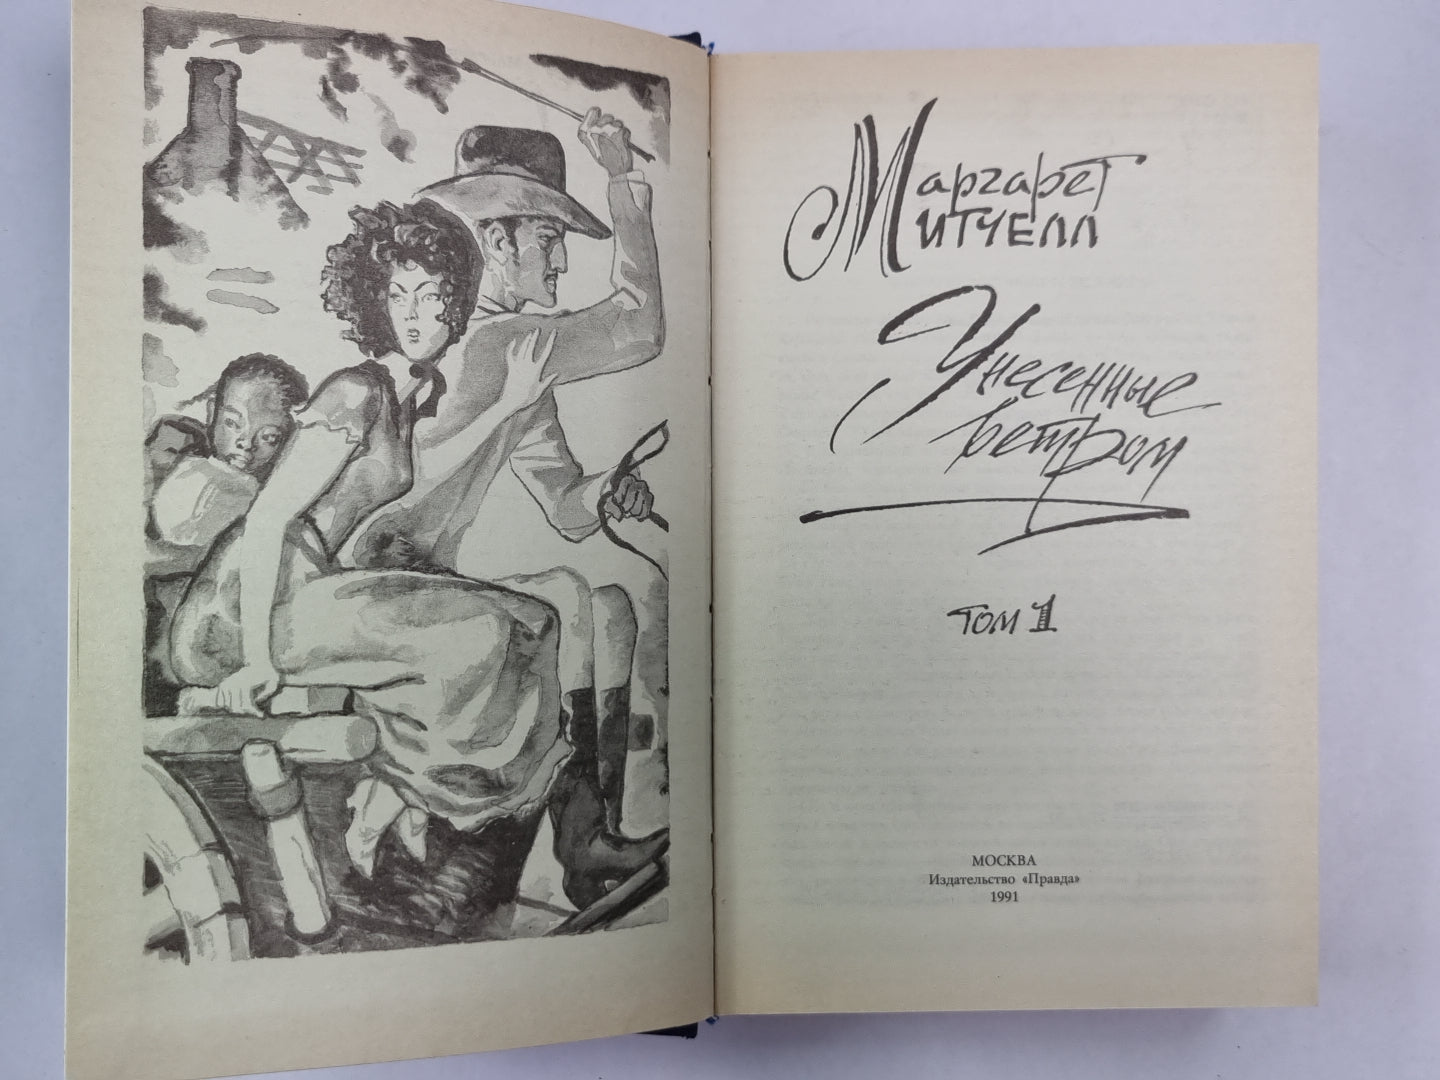 Маргарет
Митчелл
Унесенные
ветром
том 1
МОСКВА
Издательство «Правда»
1991